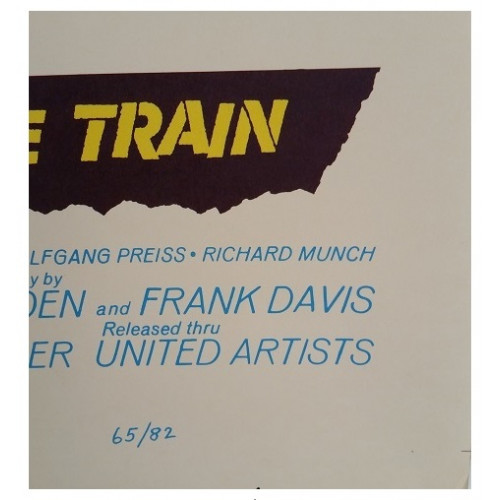 E TRAIN
LFGANG PREISS • RICHARD MUNCH
y by
DEN and FRANK DAVIS
Released thru
ER UNITED ARTISTS
65/82